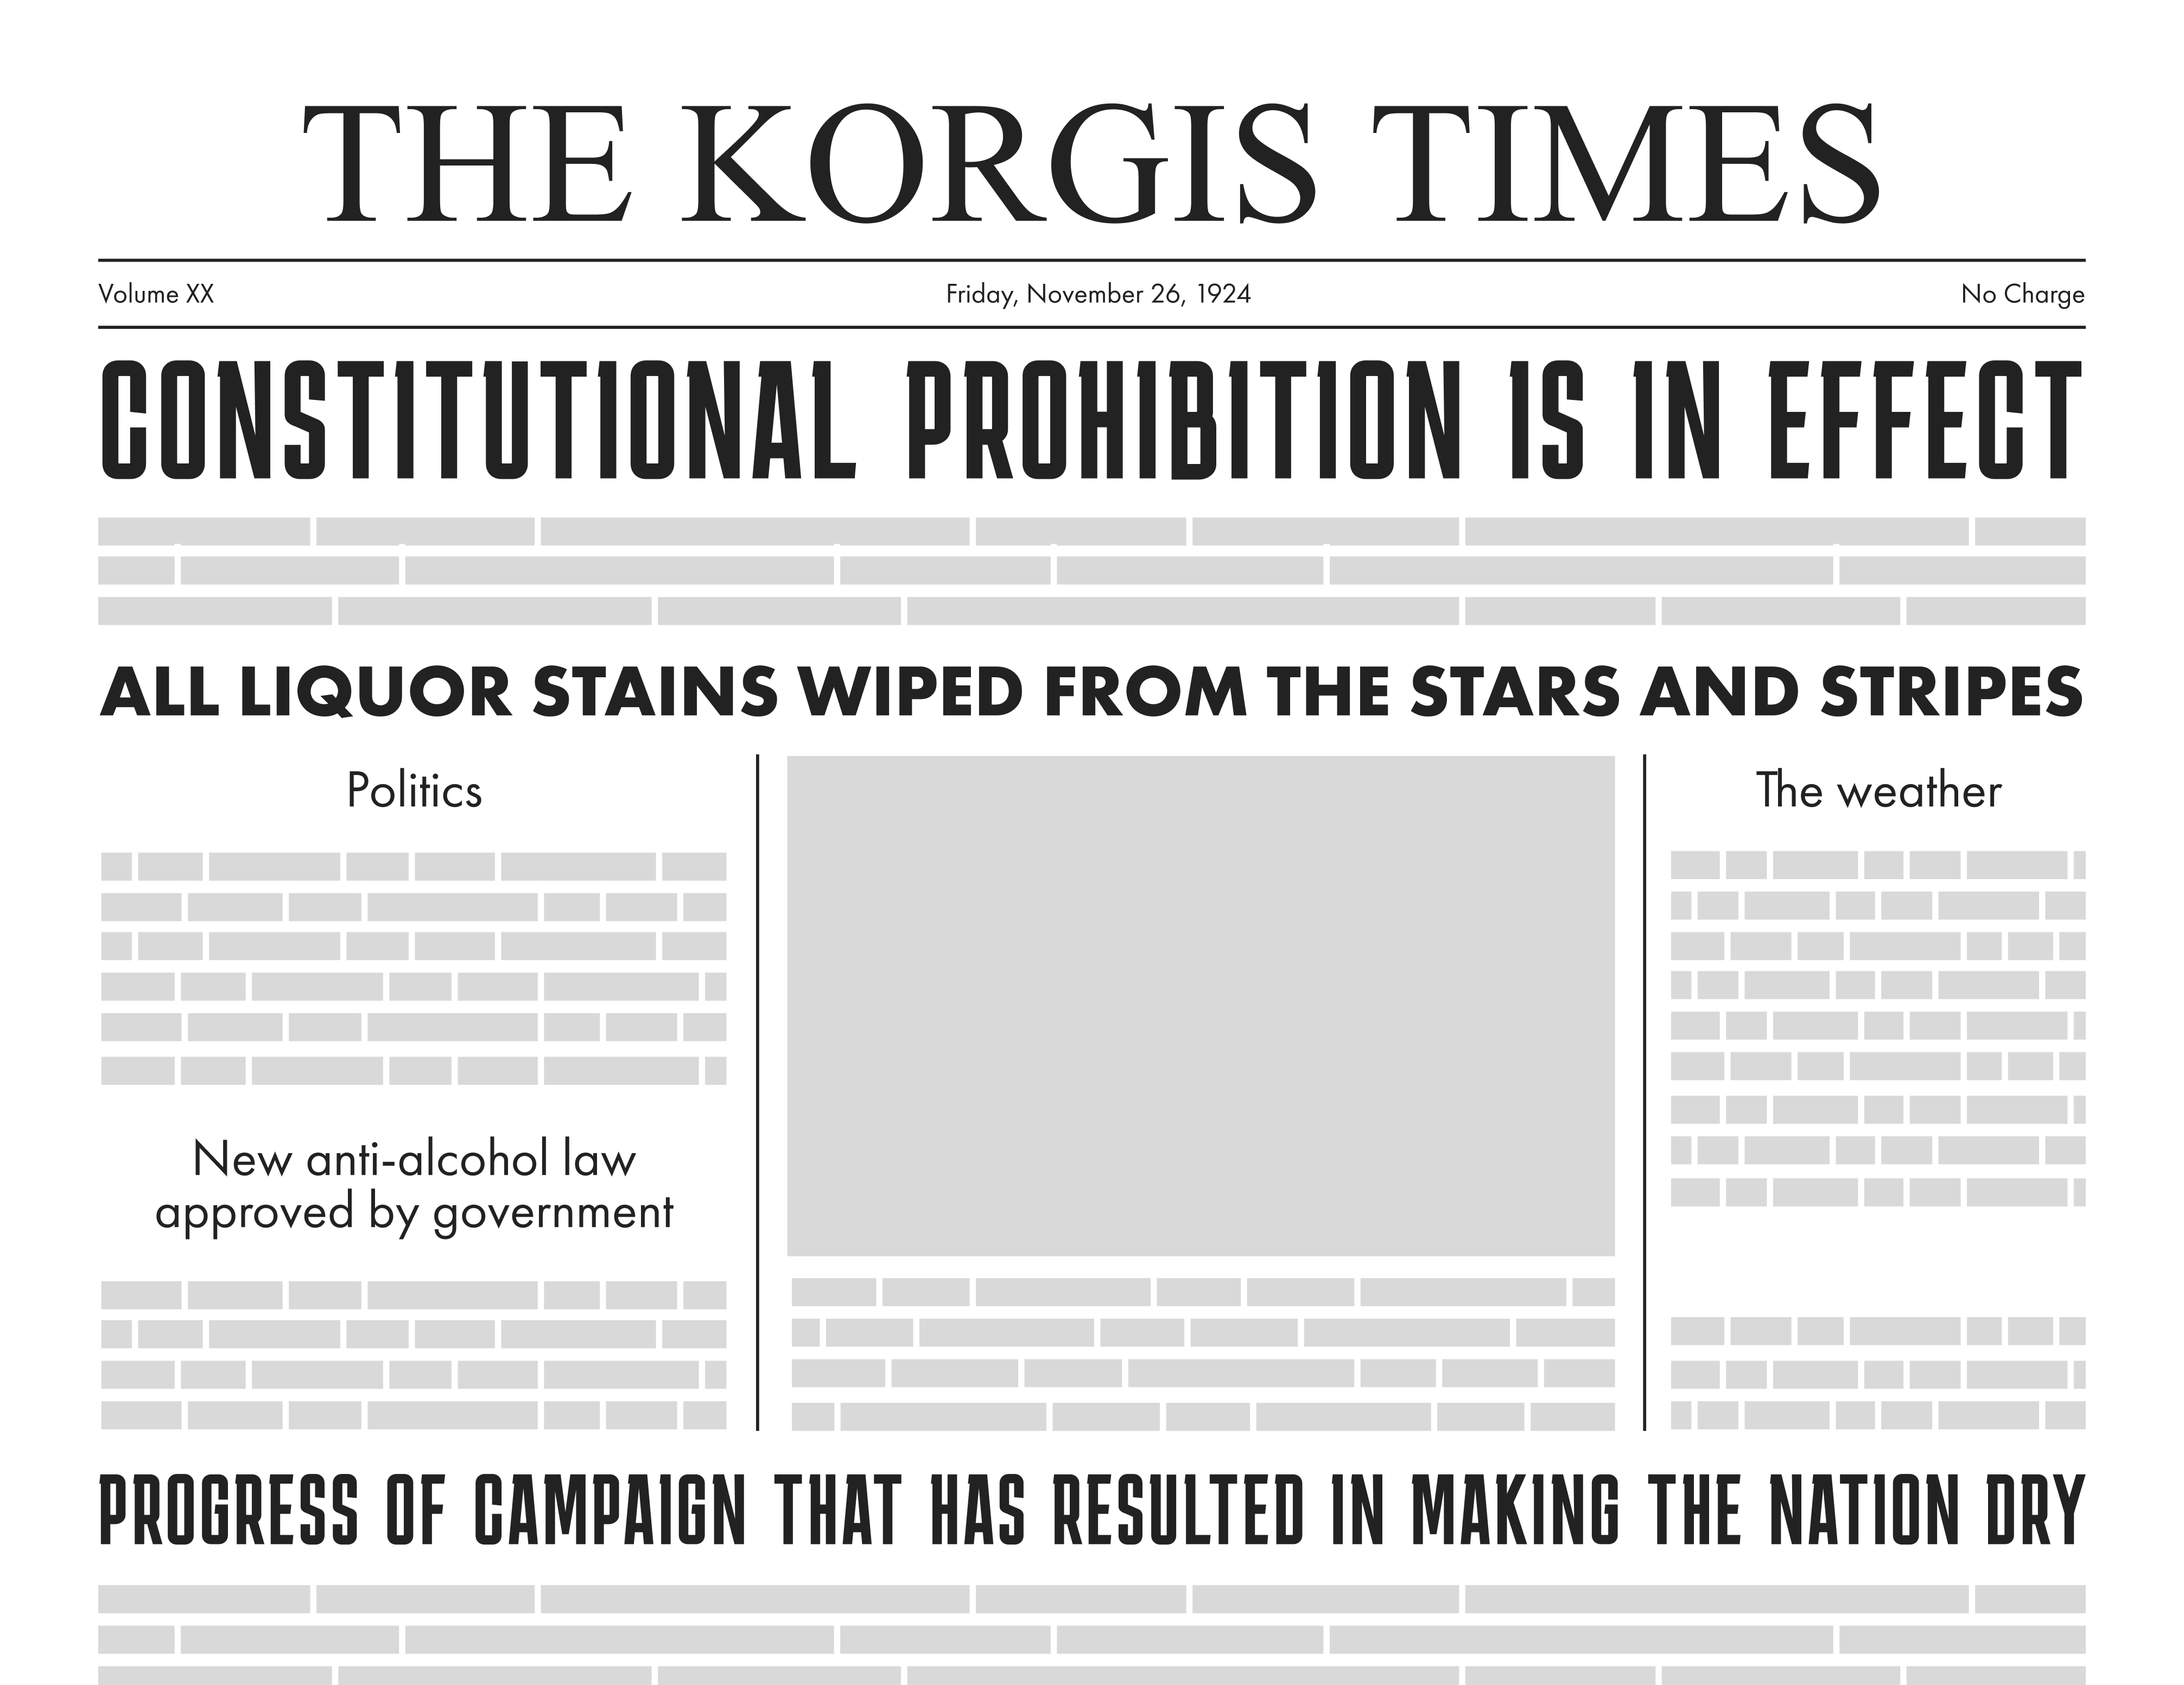 THE KORGIS TIMES
Volume XX
Friday, November 26, 1924
No Charge
CONSTITUTIONAL PROHIBITION IS IN EFFECT
ALL LIQUOR STAINS WIPED FROM THE STARS AND STRIPES
Politics
New anti-alcohol law
approved by government
The weather
PROGRESS OF CAMPAIGN THAT HAS RESULTED IN MAKING THE NATION DRY